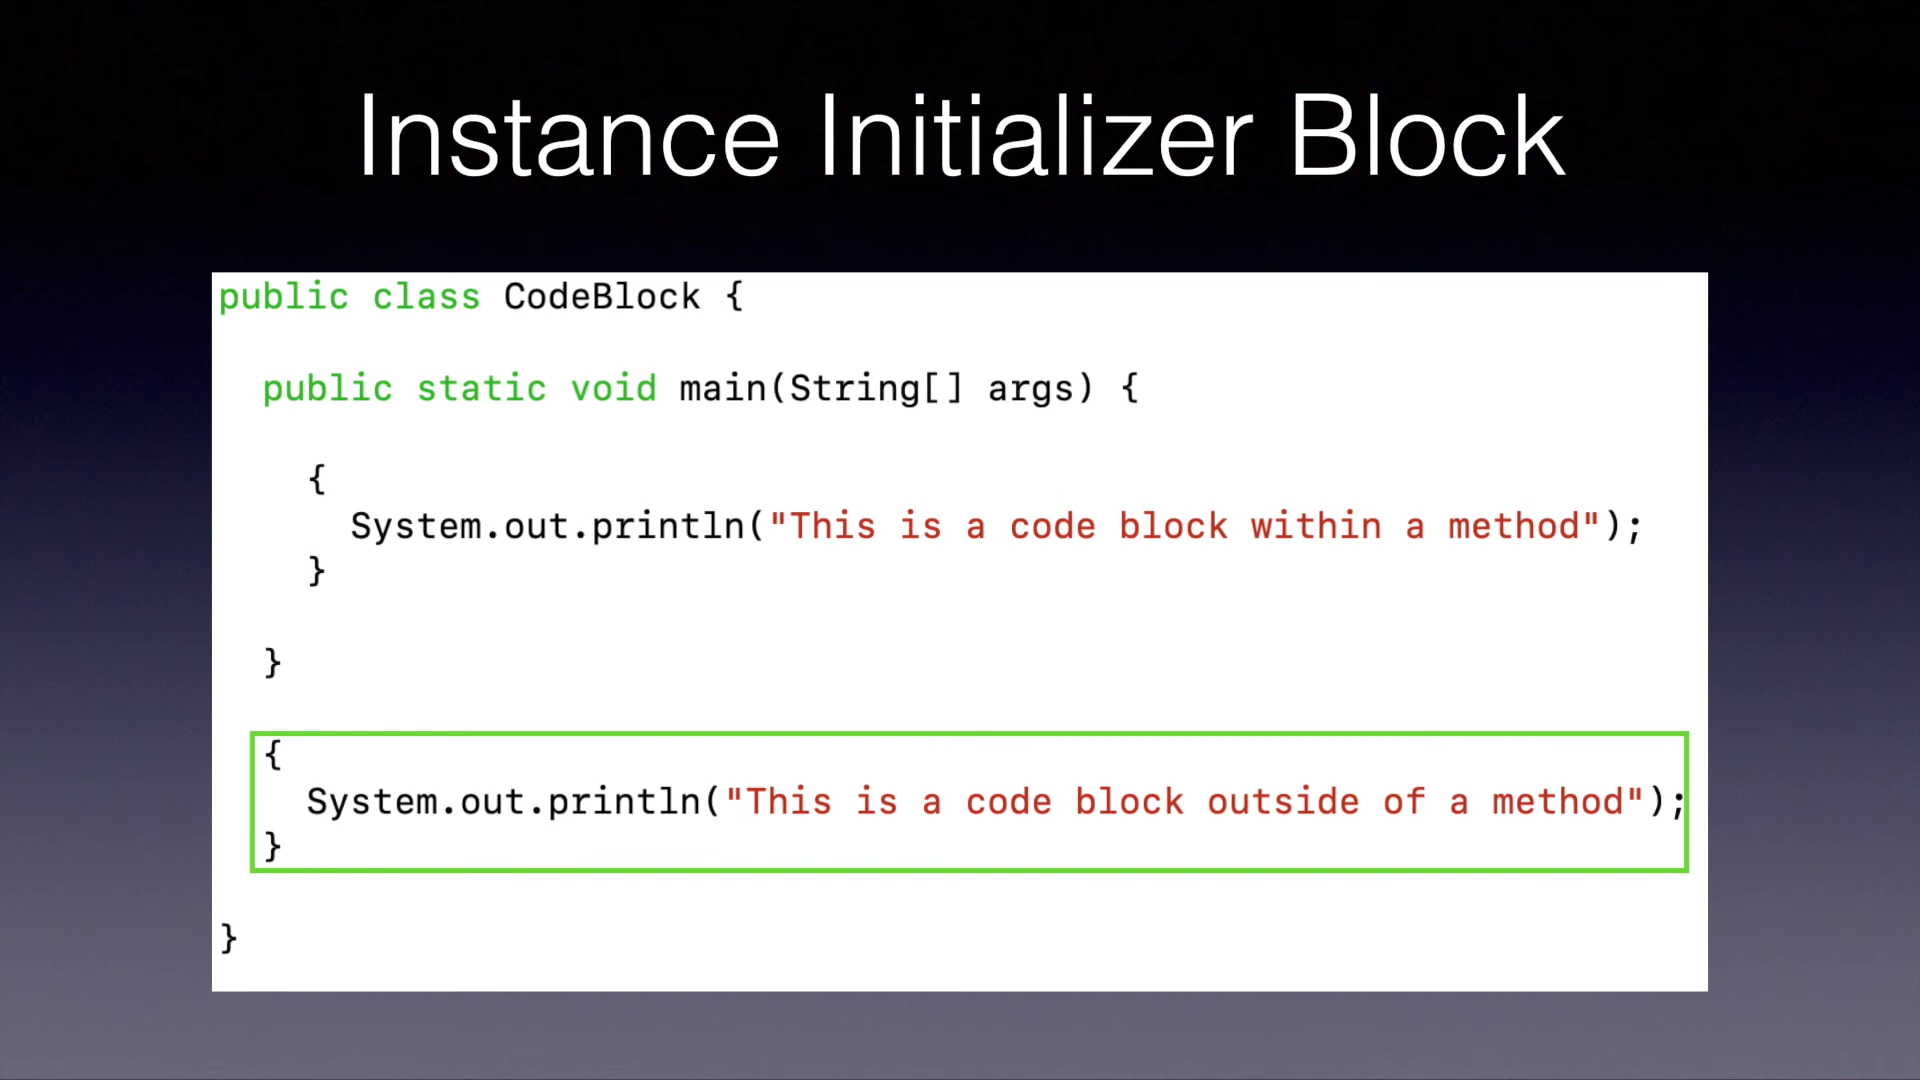 Instance Initializer Block
public class CodeBlock {
public static void main(String[] args) {
{
System.out.println("This is a code block within a method");
}
}
{
System.out.println("This is a code block outside of a method");
}
}